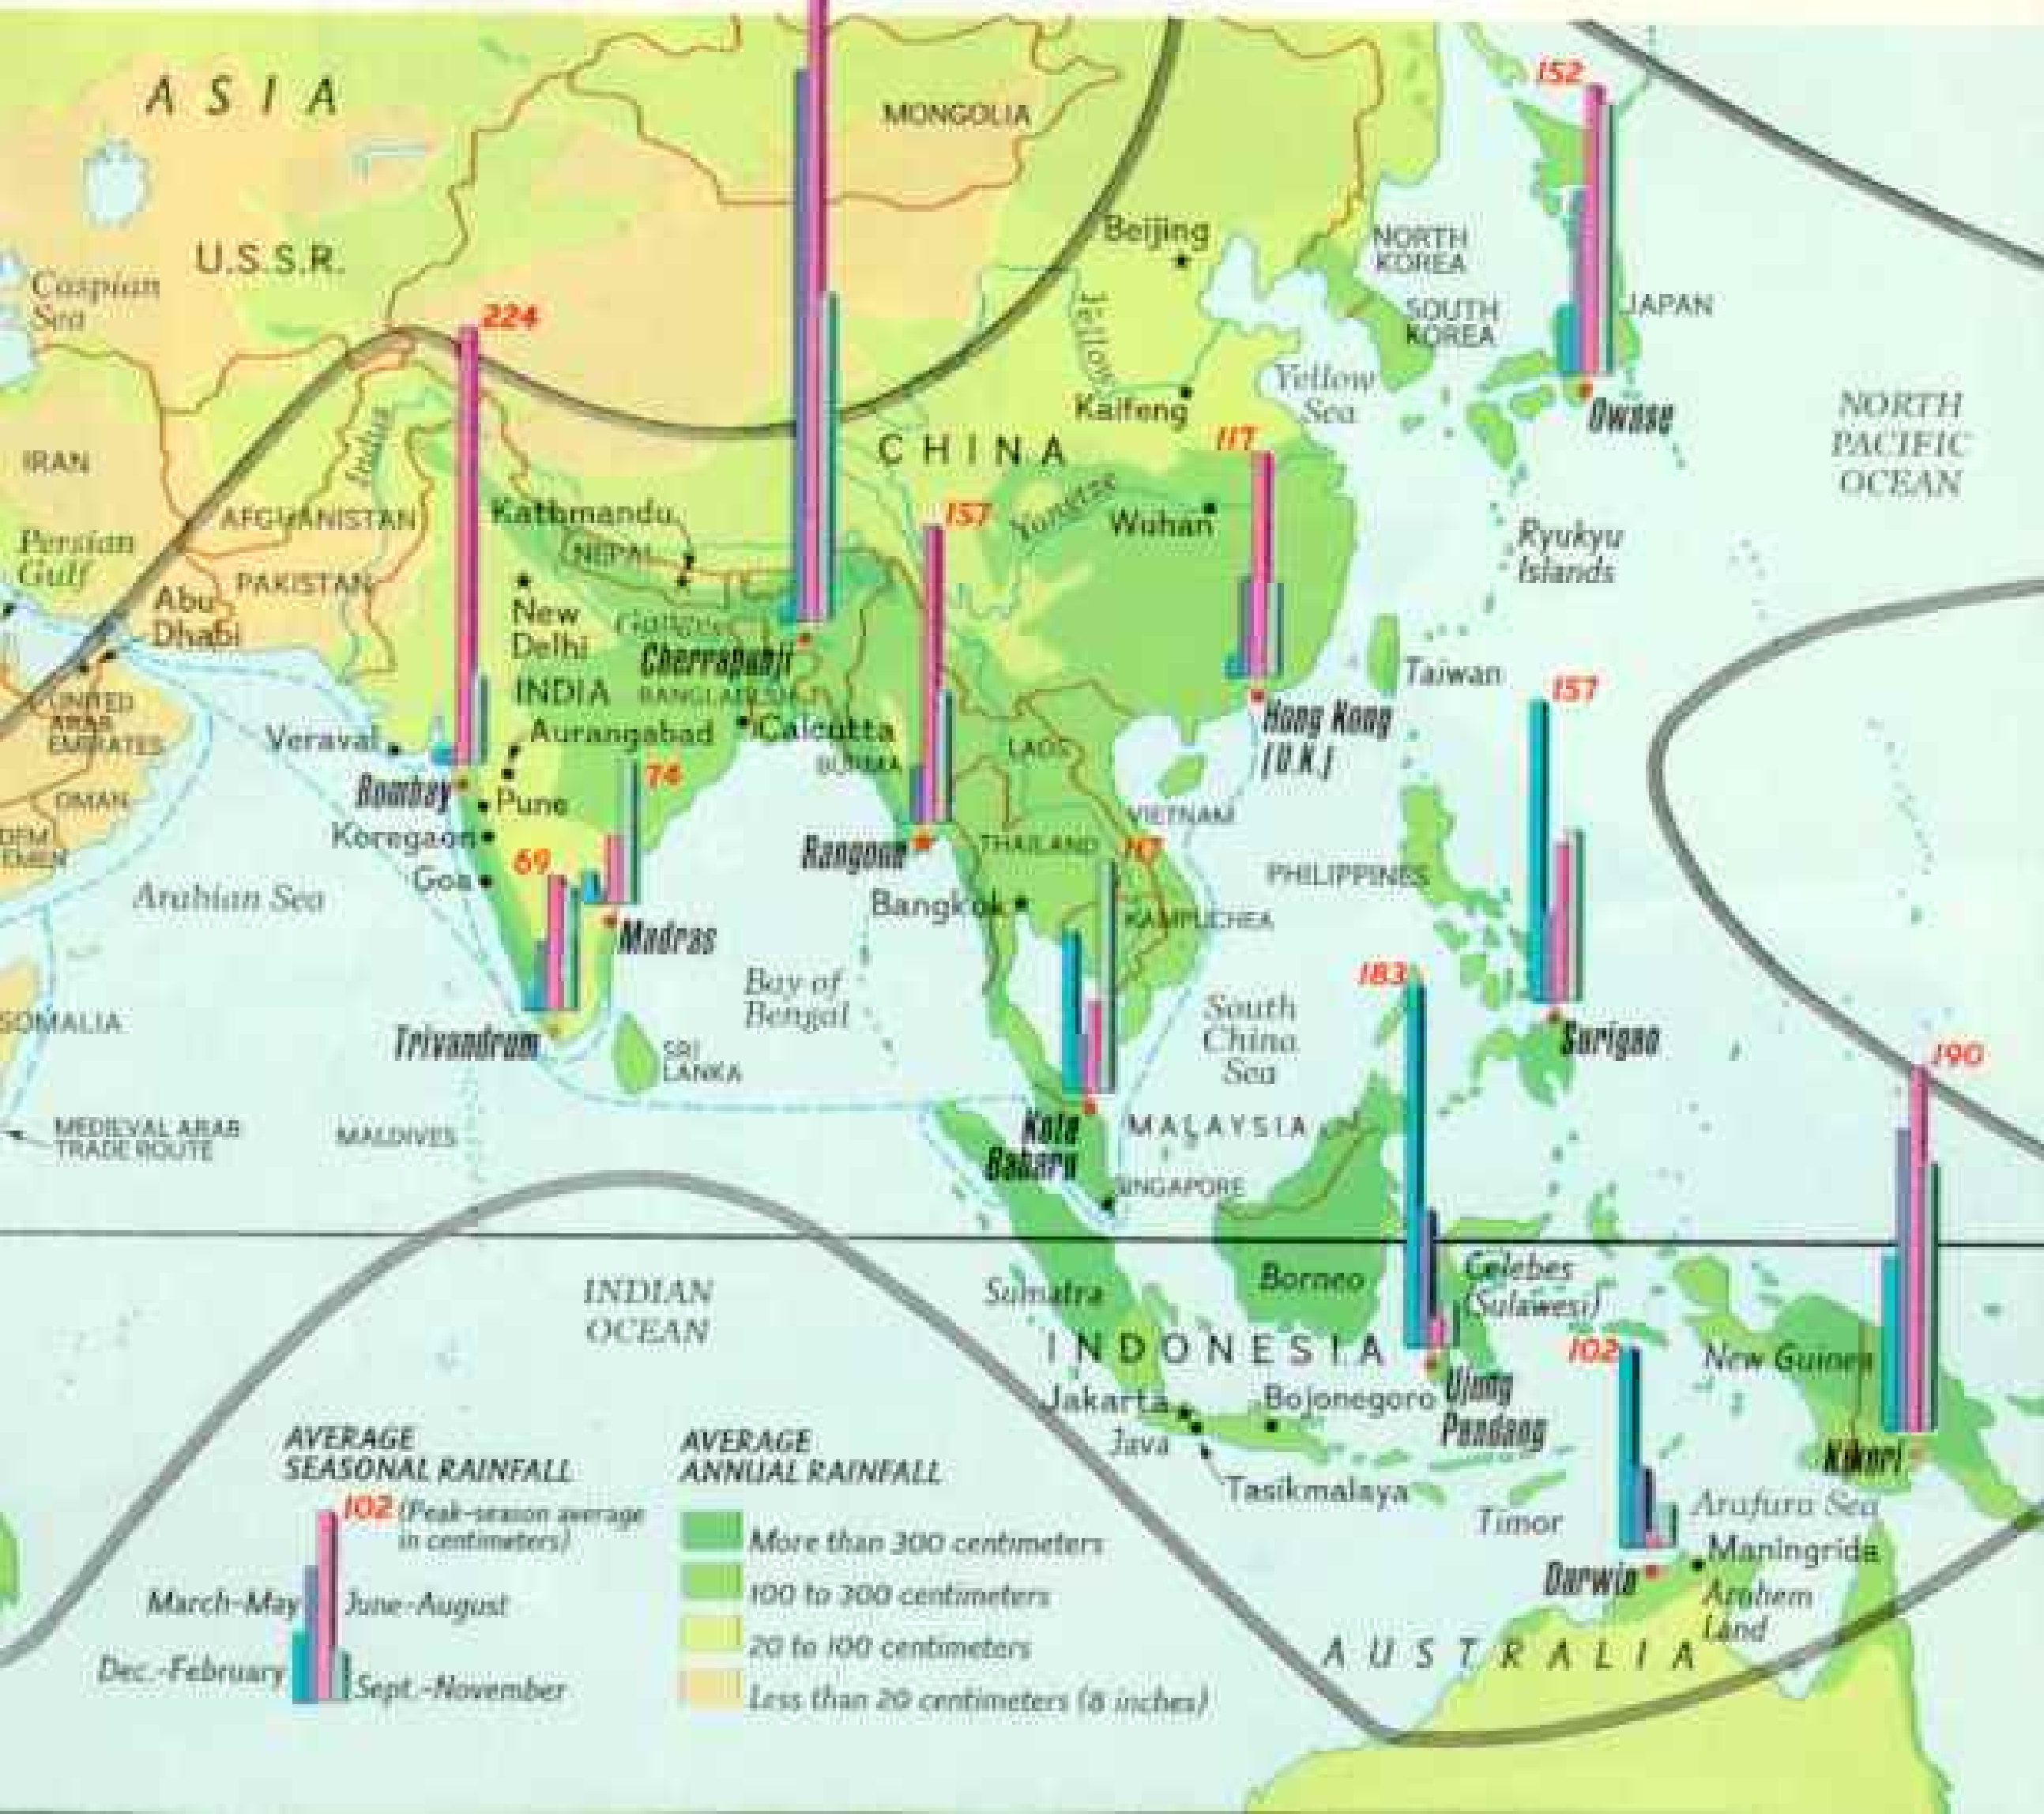 ASIA
MONGOLIA
152
U.S.S.R.
Beijing
NORTH
KOREA
Caspian
Sea
SOUTH
KOREA
JAPAN
224
Yellow
Yellow
Sea
Kaifeng
Owase
NORTH
PACIFIC
OCEAN
IRAN
Indus
CHINA
117
AFGHANISTAN
Kathmandu
157
Yangtze
Wuhan
Persian
Gulf
NEPAL
Ryukyu
Islands
PAKISTAN
Abu
Dhabi
New
Delhi
Ganges
Cherrapunji
Taiwan
UNITED
ARAB
EMIRATES
INDIA
BANGLADESH
157
Veraval
Aurangabad
Calcutta
LAOS
Hong Kong
(U.K.)
BURMA
Bombay
74
OMAN
Pune
VIETNAM
Koregaon
DEM.
YEMEN
Rangoon
THAILAND
117
69
Goa
PHILIPPINES
Arabian Sea
Bangkok
KAMPUCHEA
Madras
183
Bay of
Bengal
SOMALIA
Trivandrum
South
China
Sea
Surigao
SRI
LANKA
190
MEDIEVAL ARAB
TRADE ROUTE
MALDIVES
Kota
Baharu
MALAYSIA
SINGAPORE
INDIAN
OCEAN
Sumatra
Borneo
Celebes
(Sulawesi)
INDONESIA
102
New Guinea
Jakarta
Bojonegoro
Ujung
Pandang
Java
Kikori
Tasikmalaya
Timor
Arafura Sea
Maningrida
Darwin
Arnhem
Land
AUSTRALIA
AVERAGE
SEASONAL RAINFALL
102 (Peak-season average
in centimeters)
March-May
June-August
Dec.-February
Sept.-November
AVERAGE
ANNUAL RAINFALL
More than 300 centimeters
100 to 300 centimeters
20 to 100 centimeters
Less than 20 centimeters (8 inches)